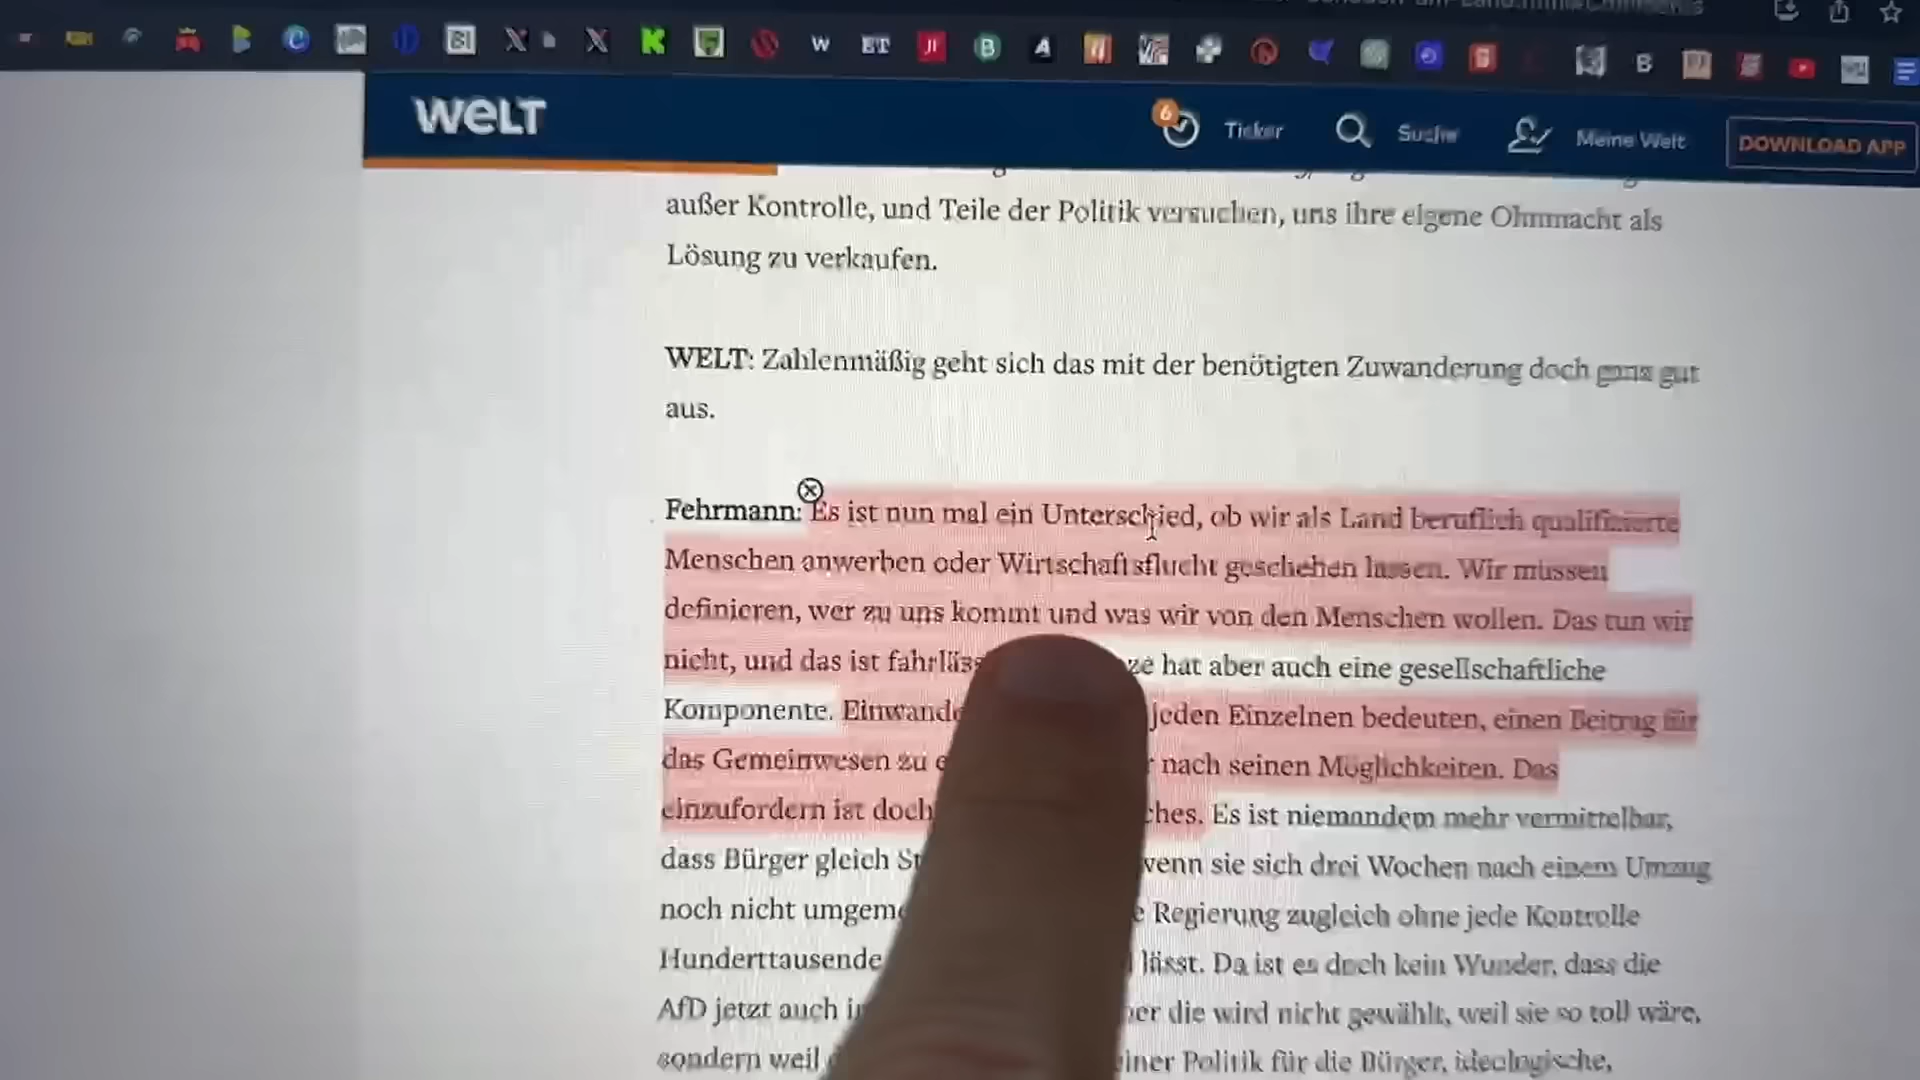 WELT
6
Ticker
Suche
Meine Welt
DOWNLOAD APP
außer Kontrolle, und Teile der Politik versuchen, uns ihre eigene Ohnmacht als
Lösung zu verkaufen.
WELT: Zahlenmäßig geht sich das mit der benötigten Zuwanderung doch ganz gut
aus.
Fehrmann: Es ist nun mal ein Unterschied, ob wir als Land beruflich qualifizierte
Menschen anwerben oder Wirtschaftsflucht geschehen lassen. Wir müssen
definieren, wer zu uns kommt und was wir von den Menschen wollen. Das tun wir
nicht, und das ist hat aber auch eine gesellschaftliche
Komponente. jeden Einzelnen bedeuten, einen Beitrag für
das Gemeinwesen zu nach seinen Möglichkeiten. Das
einzufordern ist doch Es ist niemandem mehr vermittelbar,
dass Bürger gleich wenn sie sich drei Wochen nach einem Umzug
noch nicht Regierung zugleich ohne jede Kontrolle
Hunderttausende lässt. Da ist es doch kein Wunder, dass die
AfD jetzt auch die wird nicht gewählt, weil sie so toll wäre,
sondern weil Politik für die Bürger, ideologische,